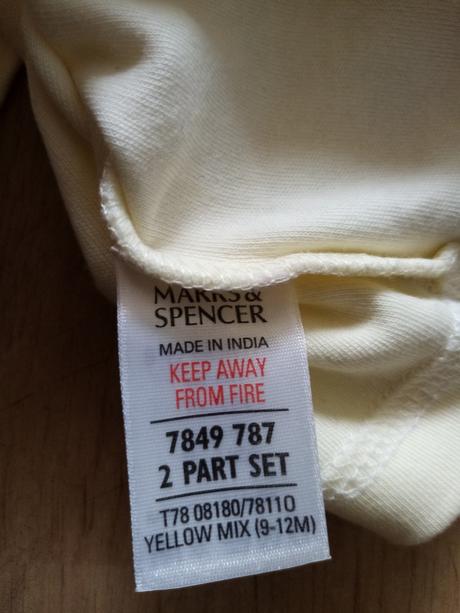 MARKS &
SPENCER
MADE IN INDIA
KEEP AWAY
FROM FIRE
7849 787
2 PART SET
T78 08180/78110
YELLOW MIX (9-12M)